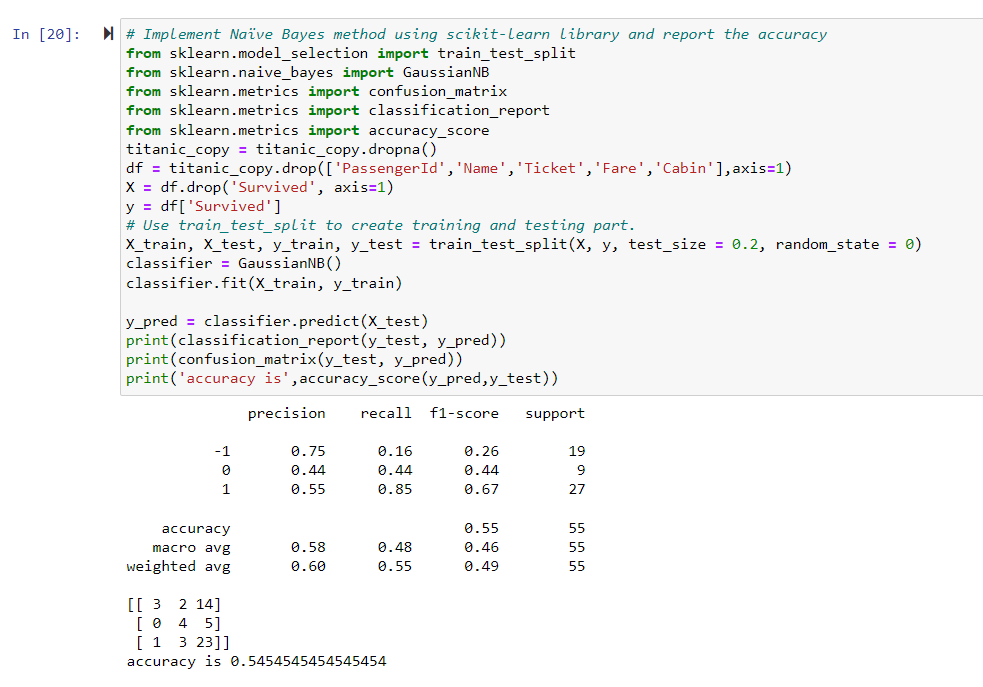 In [20]:
# Implement Naïve Bayes method using scikit-learn library and report the accuracy
from sklearn.model_selection import train_test_split
from sklearn.naive_bayes import GaussianNB
from sklearn.metrics import confusion_matrix
from sklearn.metrics import classification_report
from sklearn.metrics import accuracy_score
titanic_copy = titanic_copy.dropna()
df = titanic_copy.drop(['PassengerId','Name','Ticket','Fare','Cabin'],axis=1)
X = df.drop('Survived', axis=1)
y = df['Survived']
# Use train_test_split to create training and testing part.
X_train, X_test, y_train, y_test = train_test_split(X, y, test_size = 0.2, random_state = 0)
classifier = GaussianNB()
classifier.fit(X_train, y_train)
y_pred = classifier.predict(X_test)
print(classification_report(y_test, y_pred))
print(confusion_matrix(y_test, y_pred))
print('accuracy is',accuracy_score(y_pred,y_test))
precision recall f1-score support
-1 0.75 0.16 0.26 19
0 0.44 0.44 0.44 9
1 0.55 0.85 0.67 27
accuracy 0.55 55
macro avg 0.58 0.48 0.46 55
weighted avg 0.60 0.55 0.49 55
[[ 3 2 14]
[ 0 4 5]
[ 1 3 23]]
accuracy is 0.5454545454545454